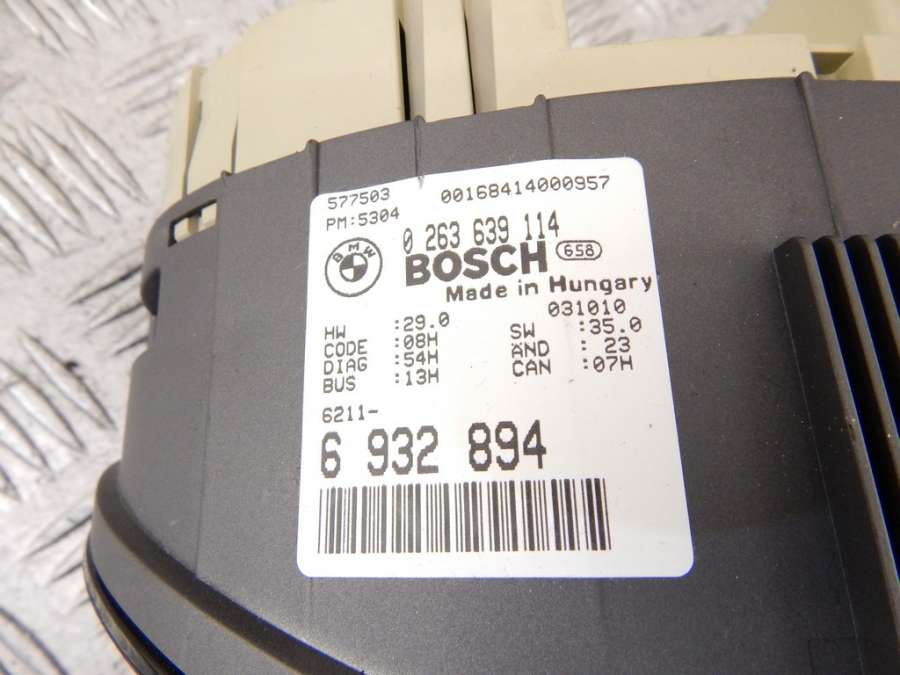 577503 00168414000957
PM:5304
0 263 639 114
BMW
BOSCH 658
Made in Hungary
031010
HW :29.0 SW :35.0
CODE :08H ÄND : 23
DIAG :54H CAN :07H
BUS :13H
6211-
6 932 894